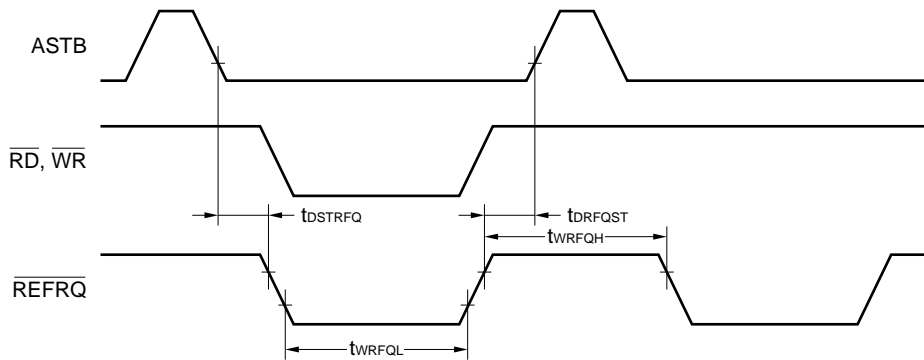 ASTB
RD, WR
tDSTRFQ
tDRFQST
tWRFQH
REFRQ
tWRFQL